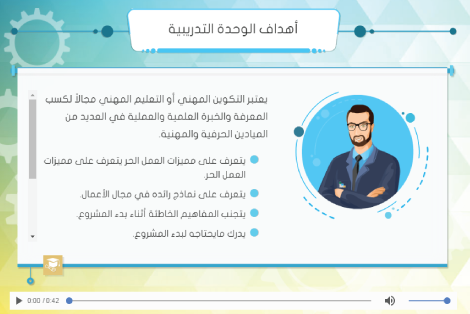 أهداف الوحدة التدريبية
يعتبر التكوين المهني أو التعليم المهني مجالاً لكسب
المعرفة والخبرة العلمية والعملية في العديد من
الميادين الحرفية والمهنية.
يتعرف على مميزات العمل الحر يتعرف على مميزات
العمل الحر.
يتعرف على نماذج رائده في مجال الأعمال.
يتجنب المفاهيم الخاطئة أثناء بدء المشروع.
يدرك مايحتاجه لبدء المشروع.
0:00 / 0:42